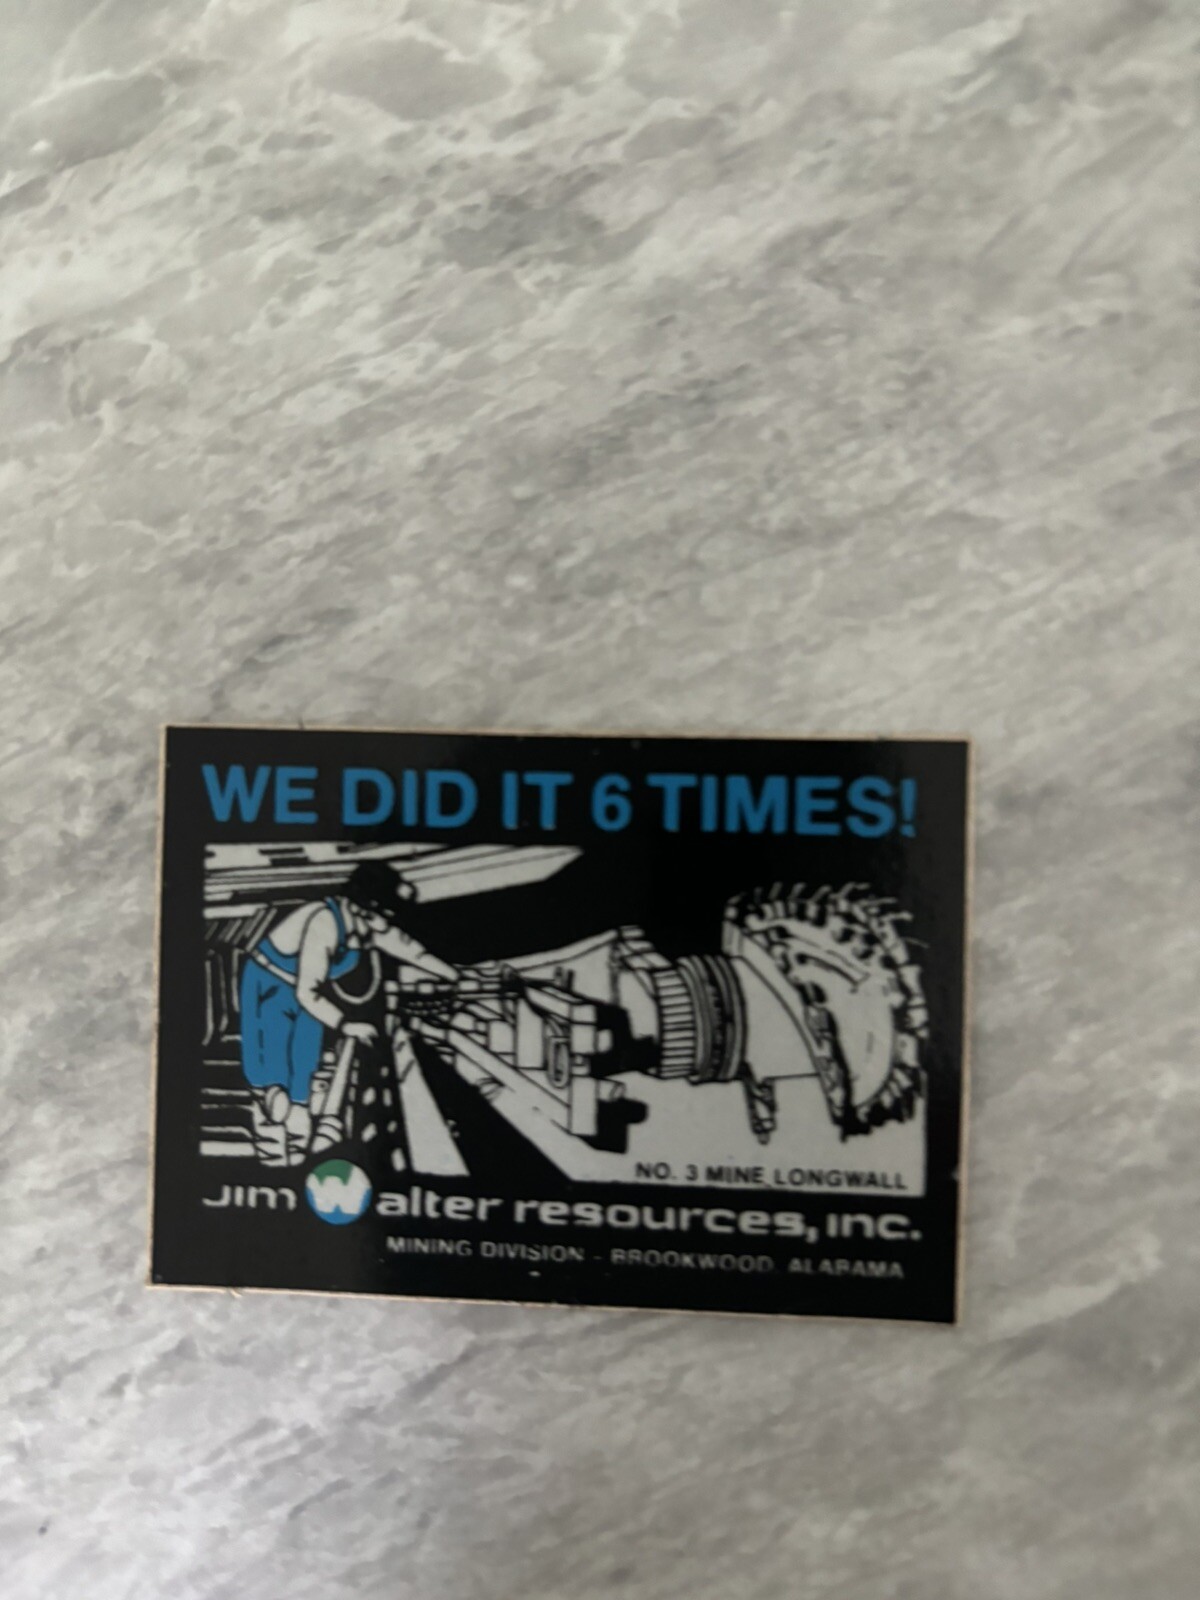 WE DID IT 6 TIMES!
NO. 3 MINE LONGWALL
Jim Walter resources, inc.
MINING DIVISION - BROOKWOOD, ALABAMA